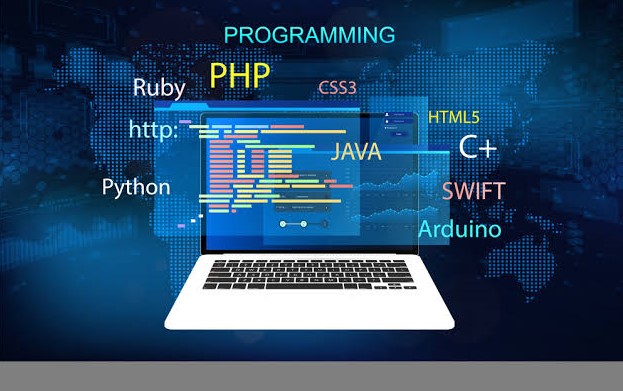 PROGRAMMING
PHP
Ruby
CSS3
HTML5
http:
JAVA
C+
Python
SWIFT
Arduino